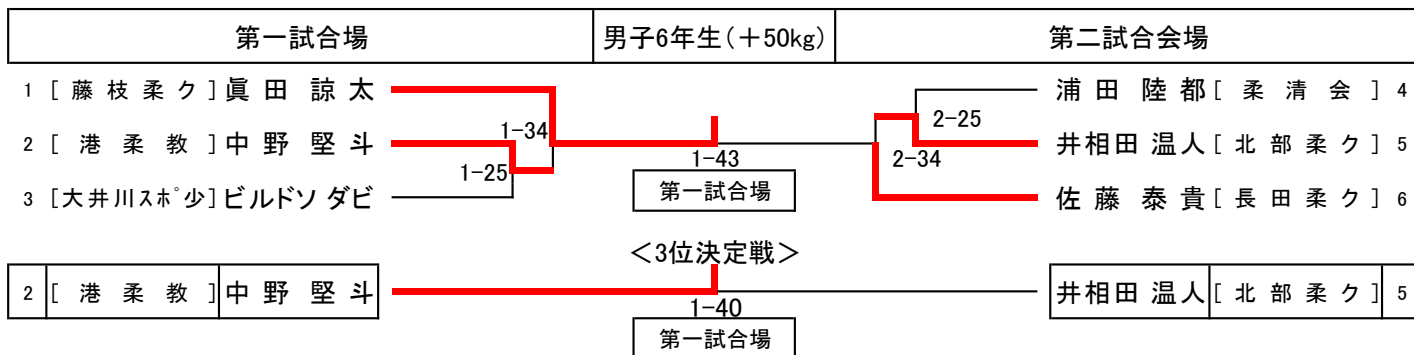 第一試合場 男子6年生(+50kg) 第二試合会場
1 [藤枝柔ク] 眞田 諒太 浦田 陸都 [柔清会] 4
1-34 2-25
2 [港柔教] 中野 堅斗 1-43 2-34 井相田 温人 [北部柔ク] 5
1-25 第一試合場
3 [大井川スポ少] ビルドソ ダビ 佐藤 泰貴 [長田柔ク] 6
<3位決定戦>
2 [港柔教] 中野 堅斗 井相田 温人 [北部柔ク] 5
1-40
第一試合場